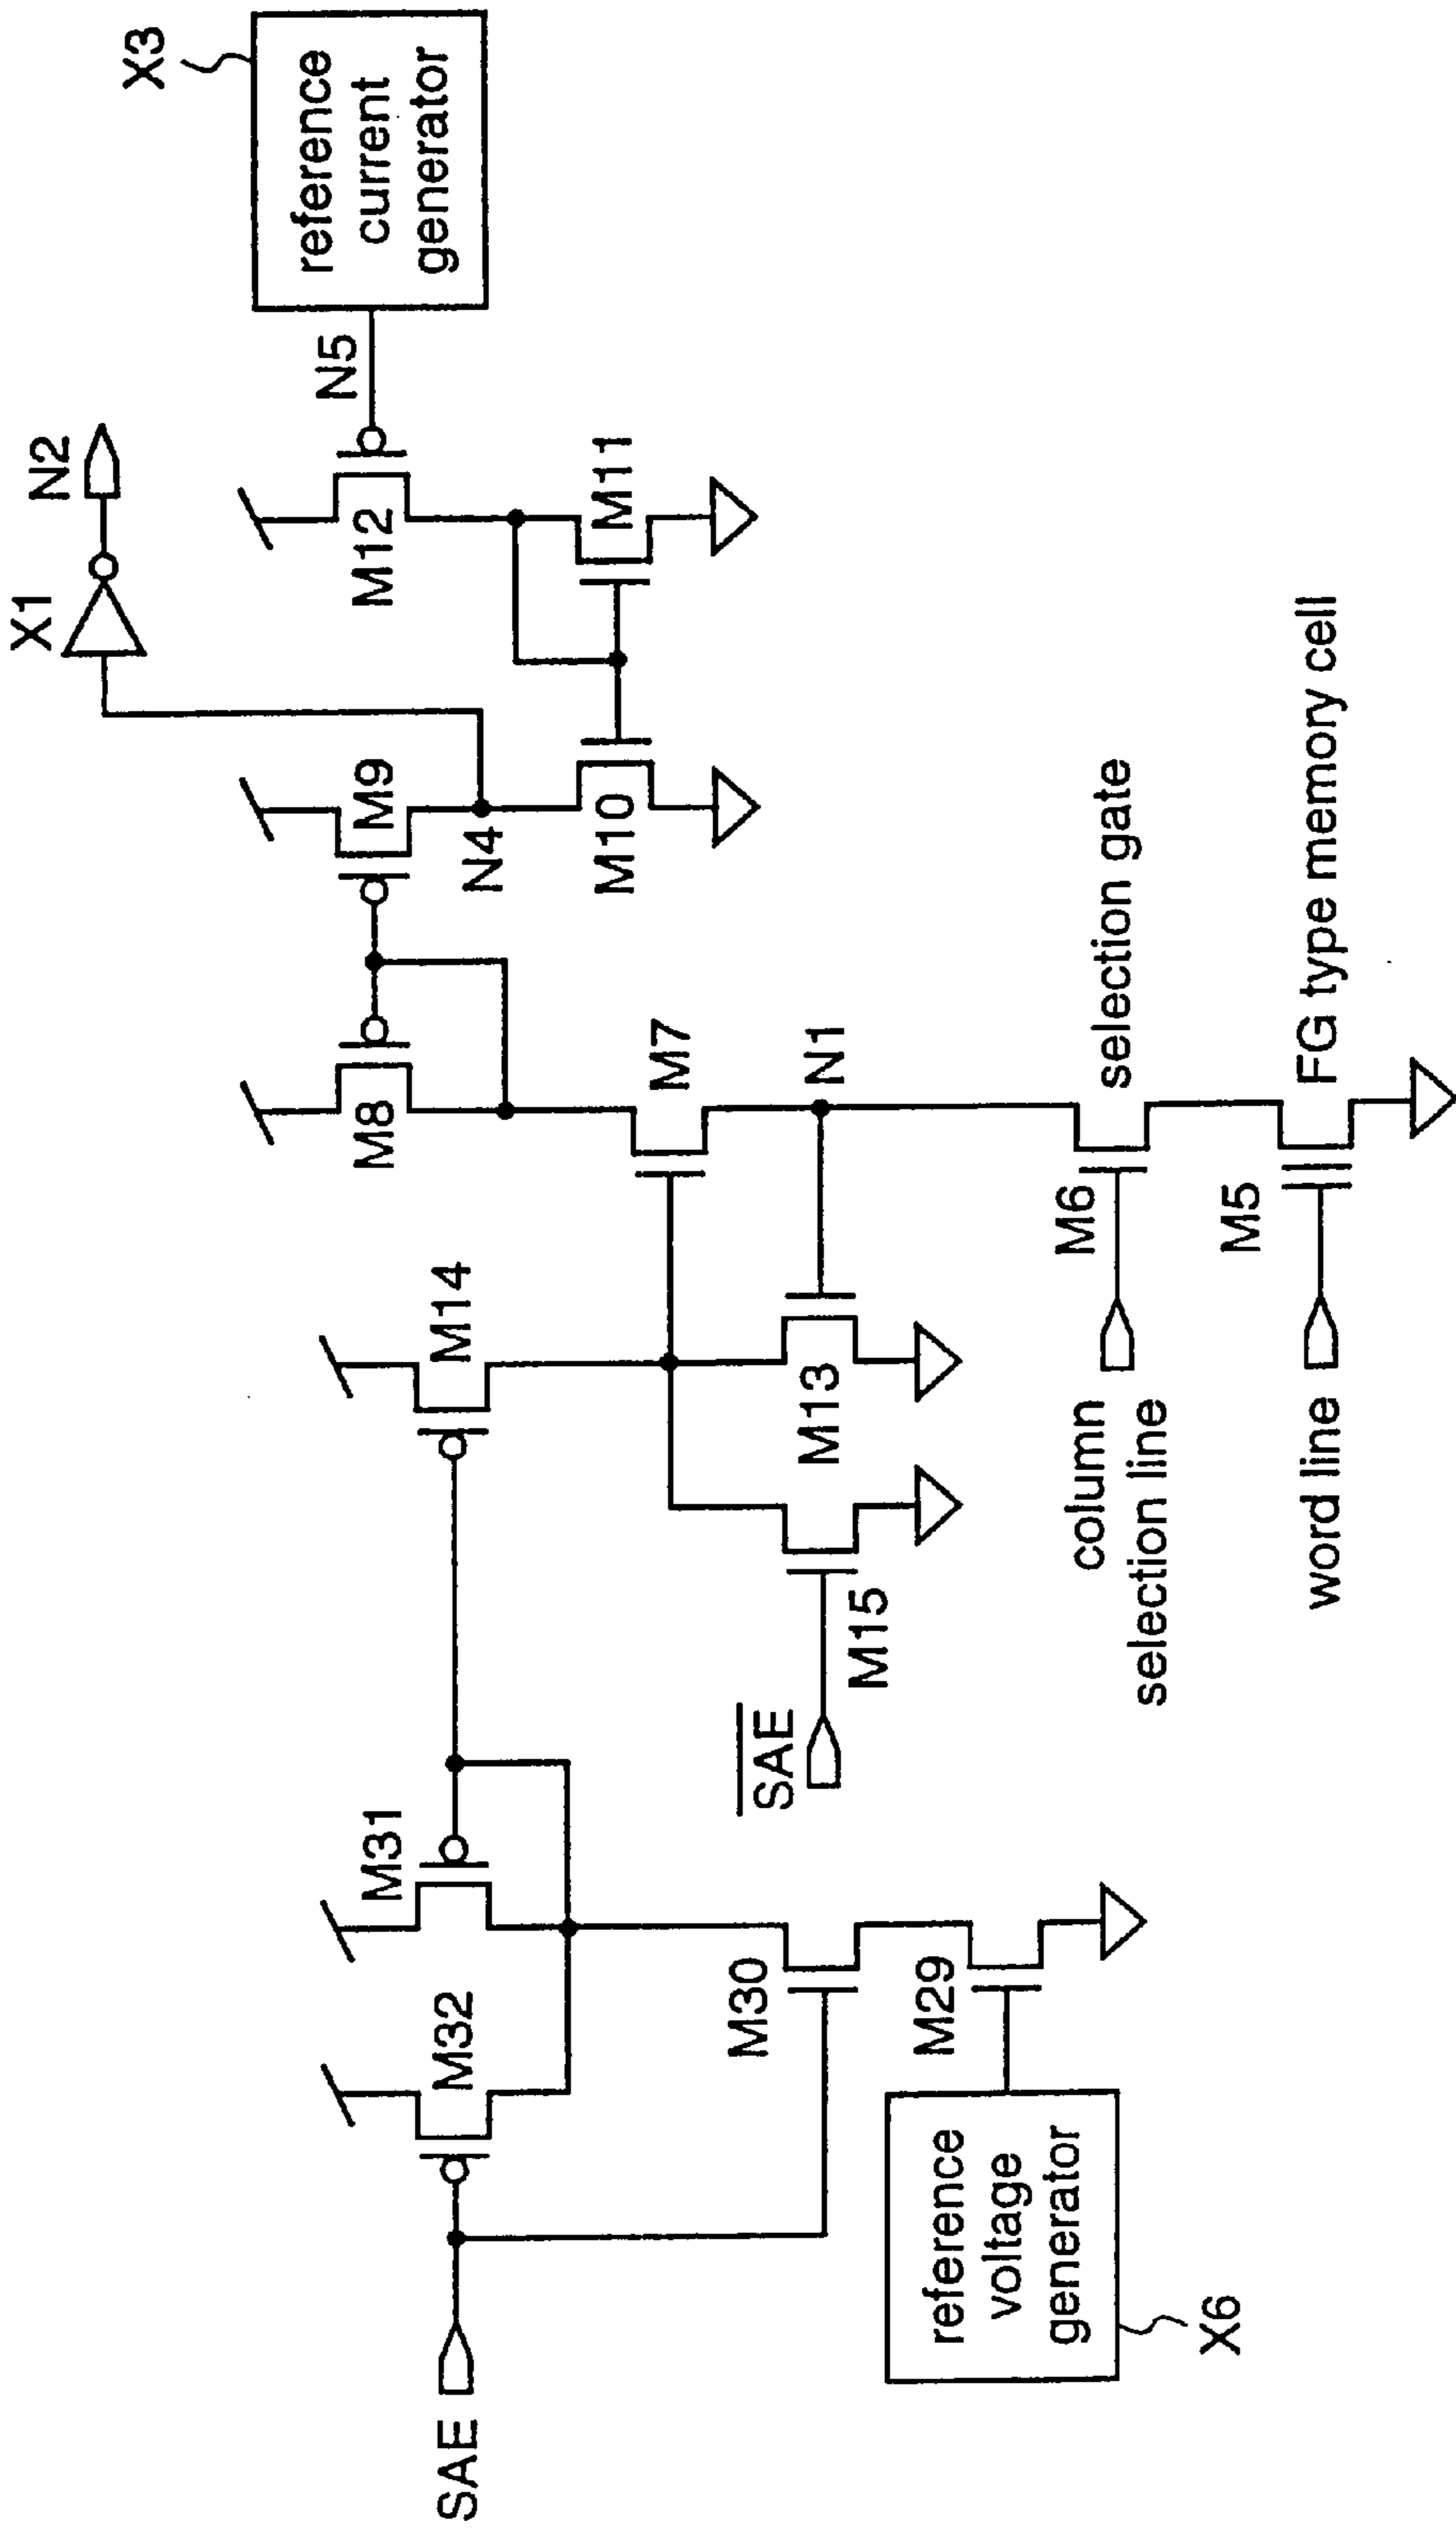 X3
reference
current
generator
N5
N2
X1
M12
M11
M9
N4
M10
M8
M7
N1
selection gate
M6
FG type memory cell
M5
M14
M13
M15
SAE
column
selection line
word line
M31
M32
M30
M29
SAE
reference
voltage
generator
X6